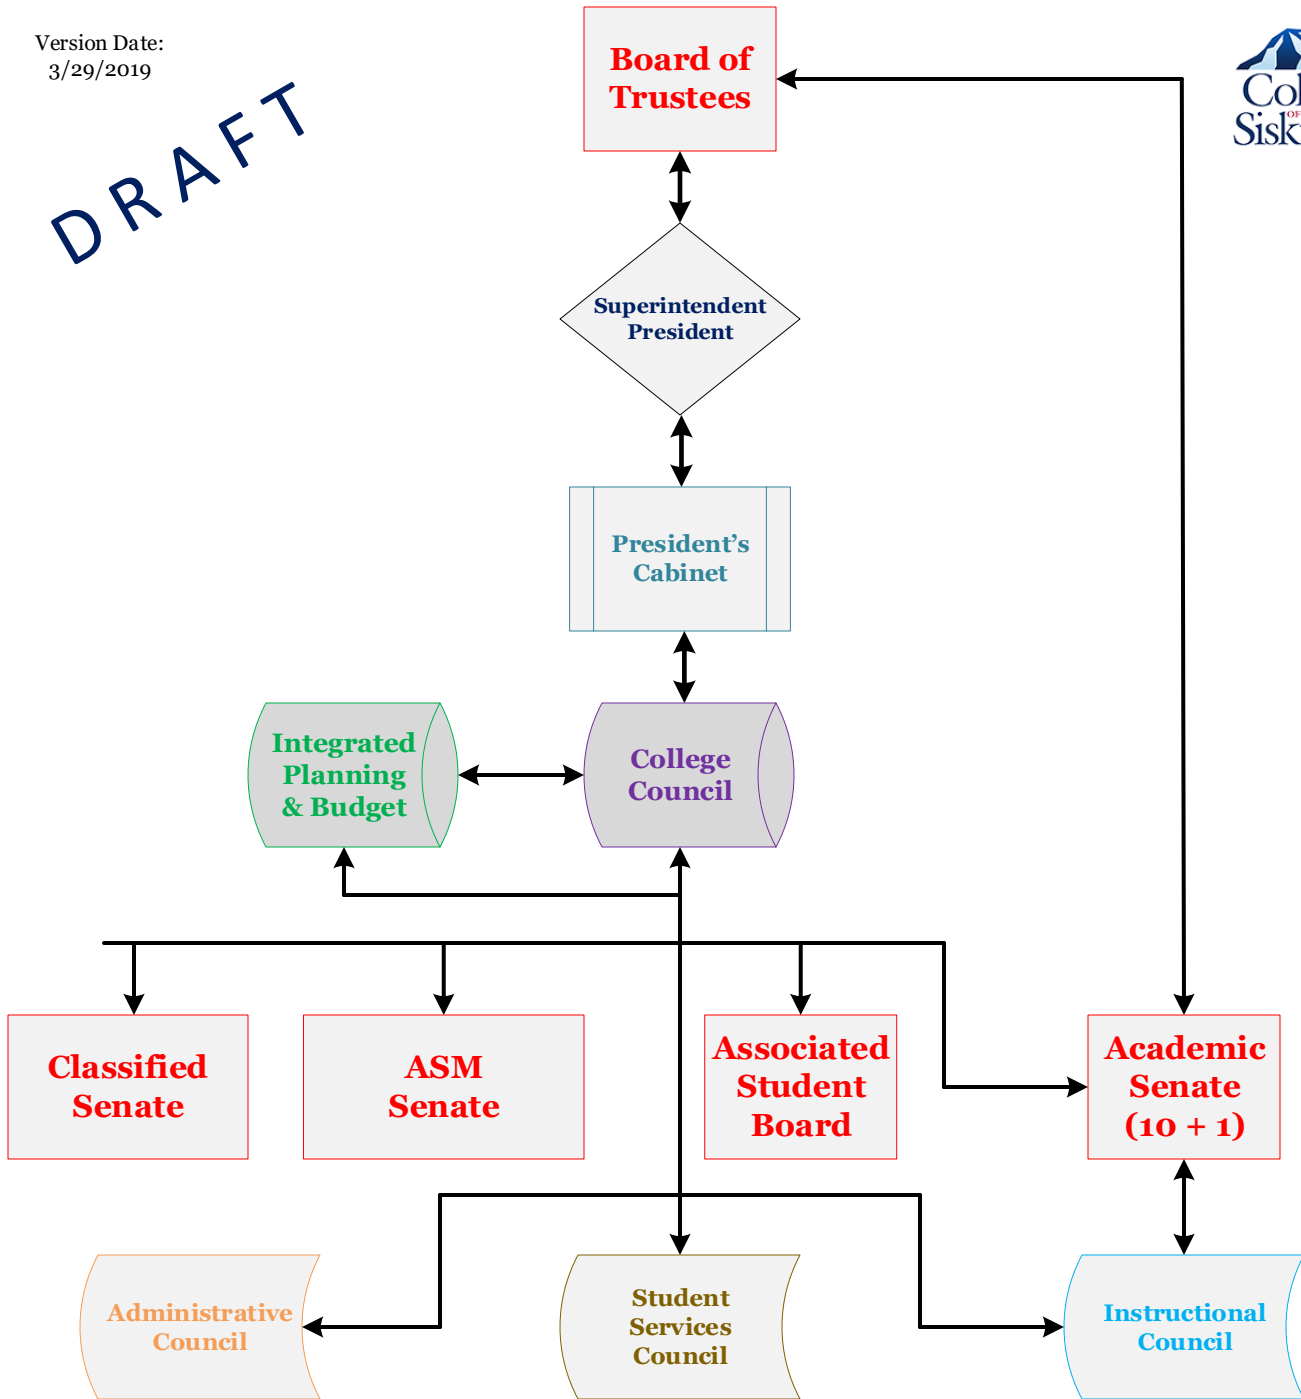 Version Date:
3/29/2019
DRAFT
Board of
Trustees
OF
Superintendent
President
President’s
Cabinet
Integrated
Planning
& Budget
College
Council
Classified
Senate
ASM
Senate
Associated
Student
Board
Academic
Senate
(10 + 1)
Administrative
Council
Student
Services
Council
Instructional
Council